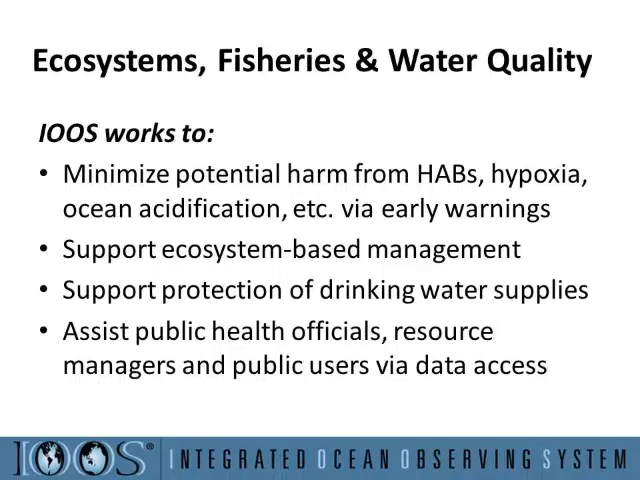 Ecosystems, Fisheries & Water Quality
IOOS works to:
• Minimize potential harm from HABs, hypoxia,
ocean acidification, etc. via early warnings
• Support ecosystem-based management
• Support protection of drinking water supplies
• Assist public health officials, resource
managers and public users via data access
IOOS® INTEGRATED OCEAN OBSERVING SYSTEM